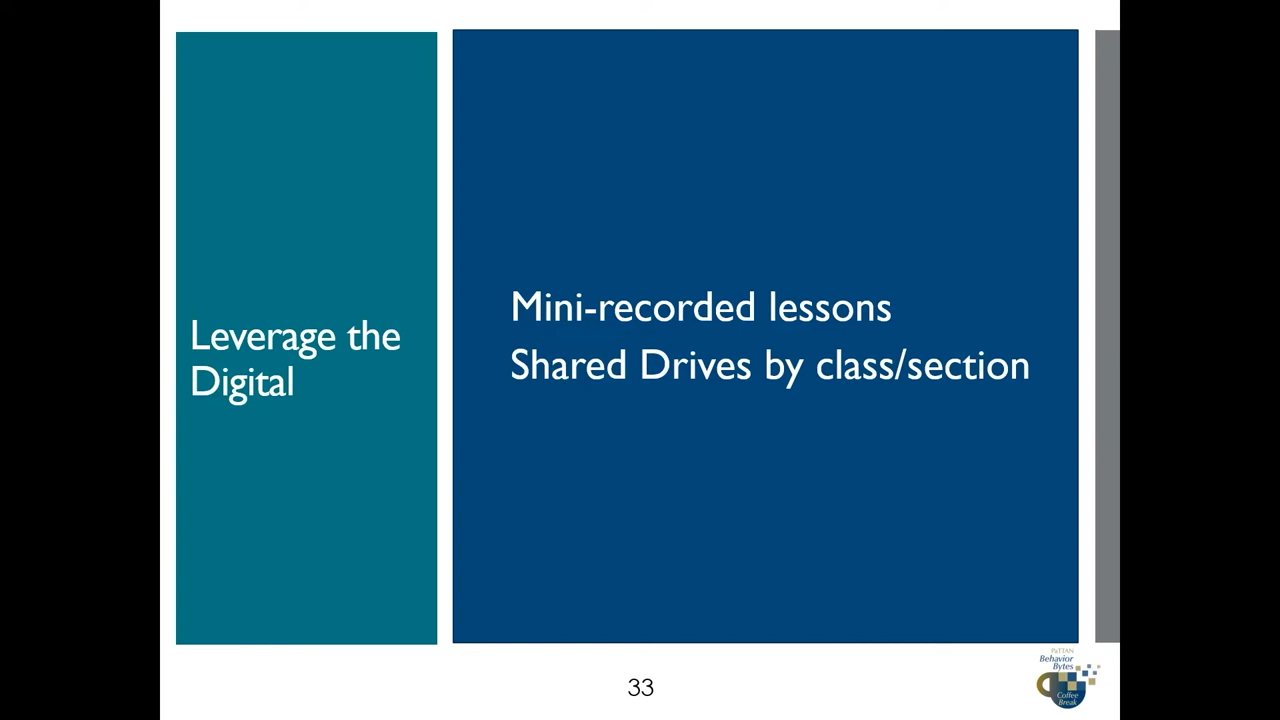 Leverage the
Digital
Mini-recorded lessons
Shared Drives by class/section
33
PaTTAN
Behavior
Bytes
Coffee
Break